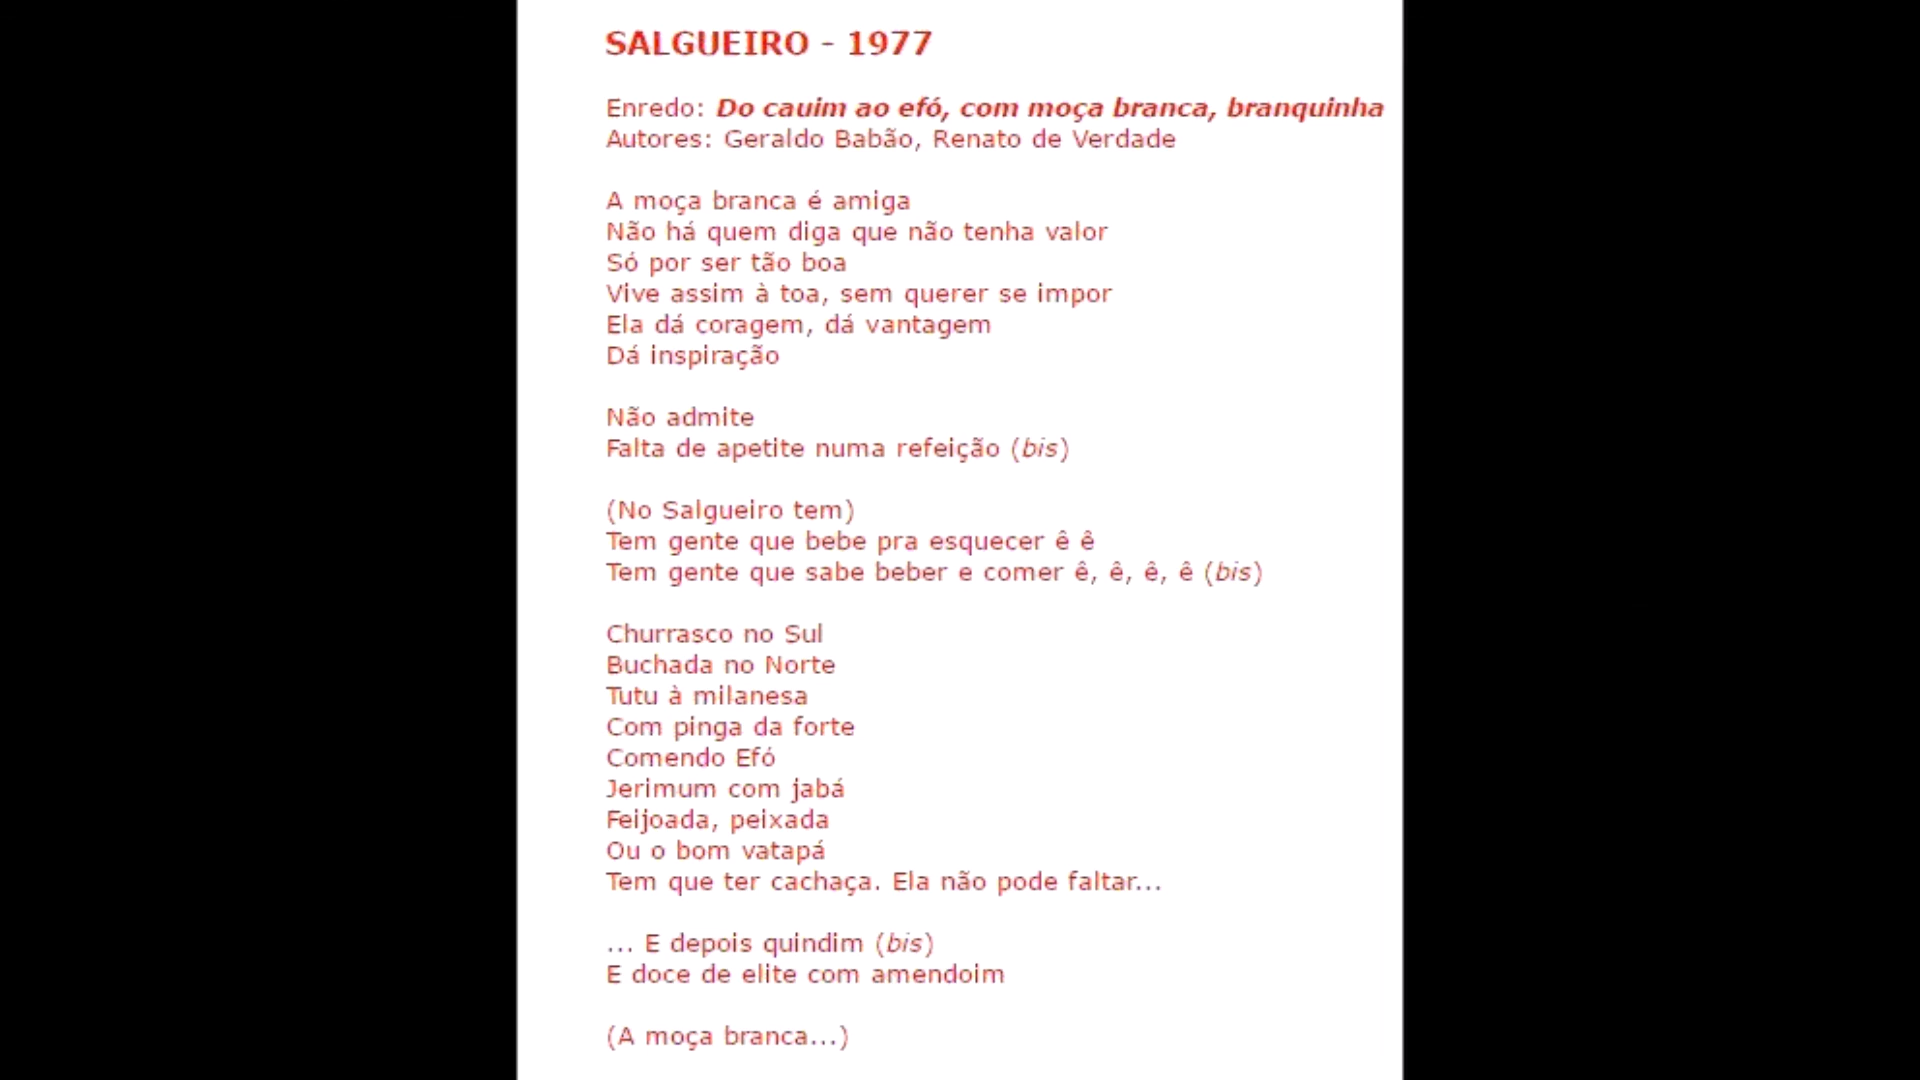 SALGUEIRO - 1977
Enredo: Do cauim ao efó, com moça branca, branquinha
Autores: Geraldo Babão, Renato de Verdade
A moça branca é amiga
Não há quem diga que não tenha valor
Só por ser tão boa
Vive assim à toa, sem querer se impor
Ela dá coragem, dá vantagem
Dá inspiração
Não admite
Falta de apetite numa refeição (bis)
(No Salgueiro tem)
Tem gente que bebe pra esquecer ê ê
Tem gente que sabe beber e comer ê, ê, ê, ê (bis)
Churrasco no Sul
Buchada no Norte
Tutu à milanesa
Com pinga da forte
Comendo Efó
Jerimum com jabá
Feijoada, peixada
Ou o bom vatapá
Tem que ter cachaça. Ela não pode faltar...
... E depois quindim (bis)
E doce de elite com amendoim
(A moça branca...)